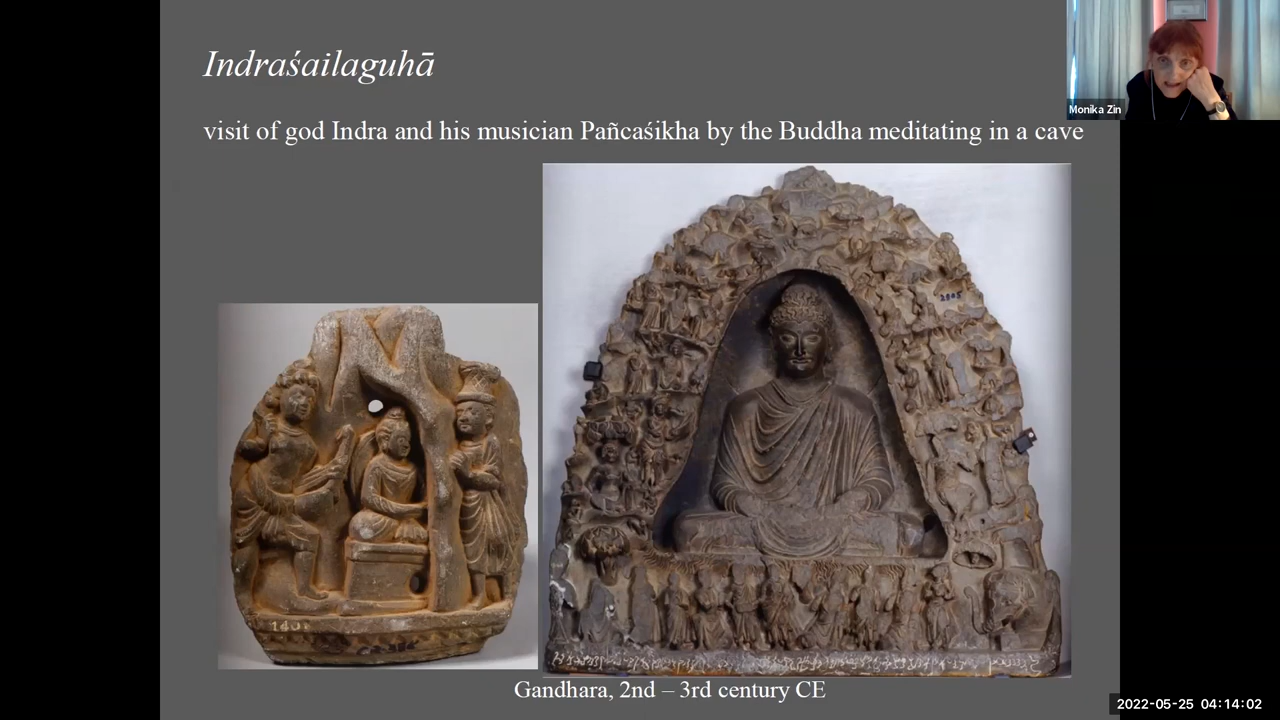 Indraśailaguhā
visit of god Indra and his musician Pañcaśikha by the Buddha meditating in a cave
Monika Zin
Gandhara, 2nd – 3rd century CE
2022-05-25 04:14:02